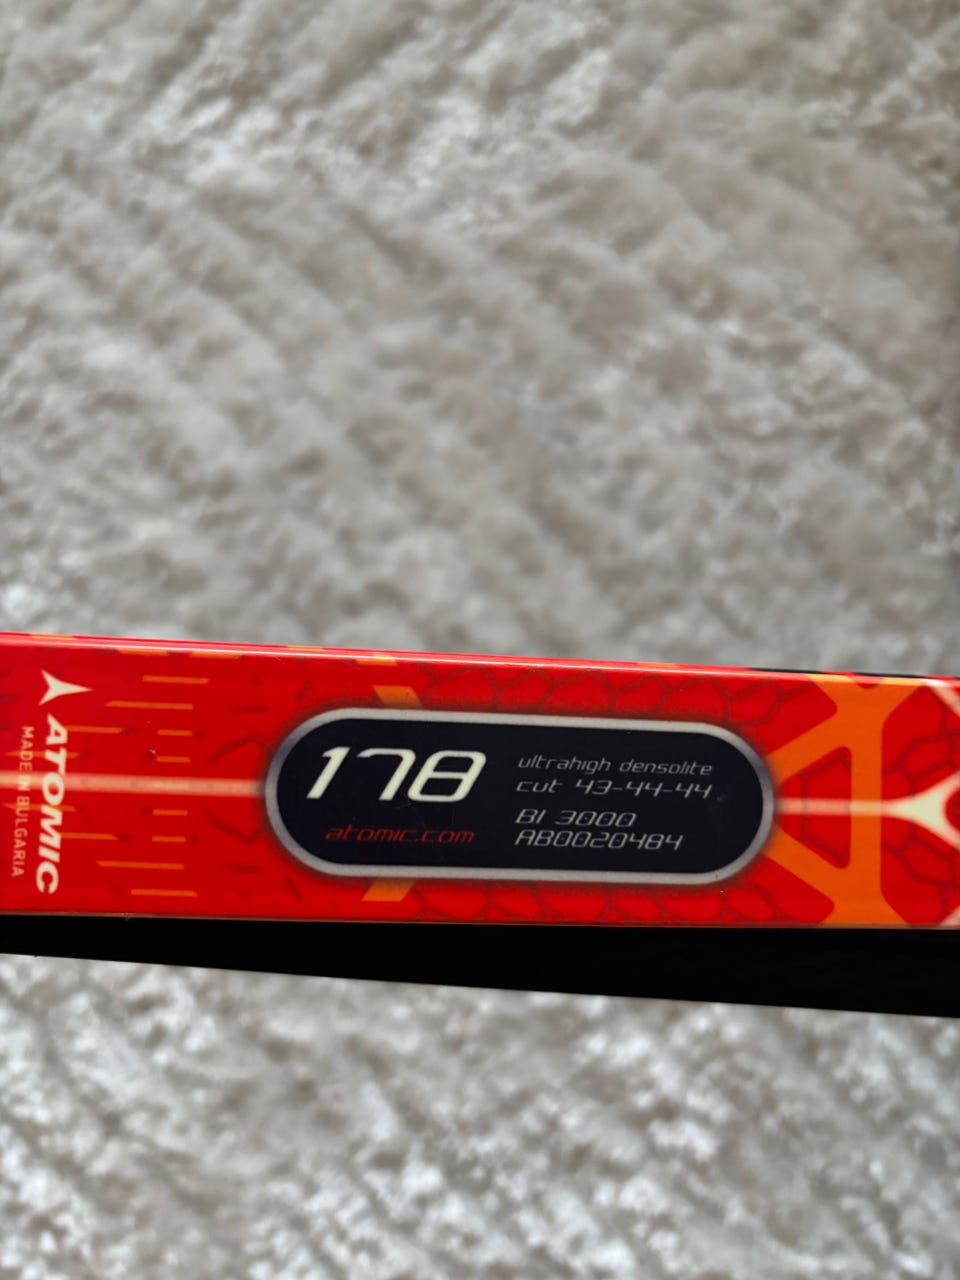 ATOMIC
MADE IN BULGARIA
178
atomic.com
ultrahigh densolite
cut 43-44-44
BI 3000
AB0020484